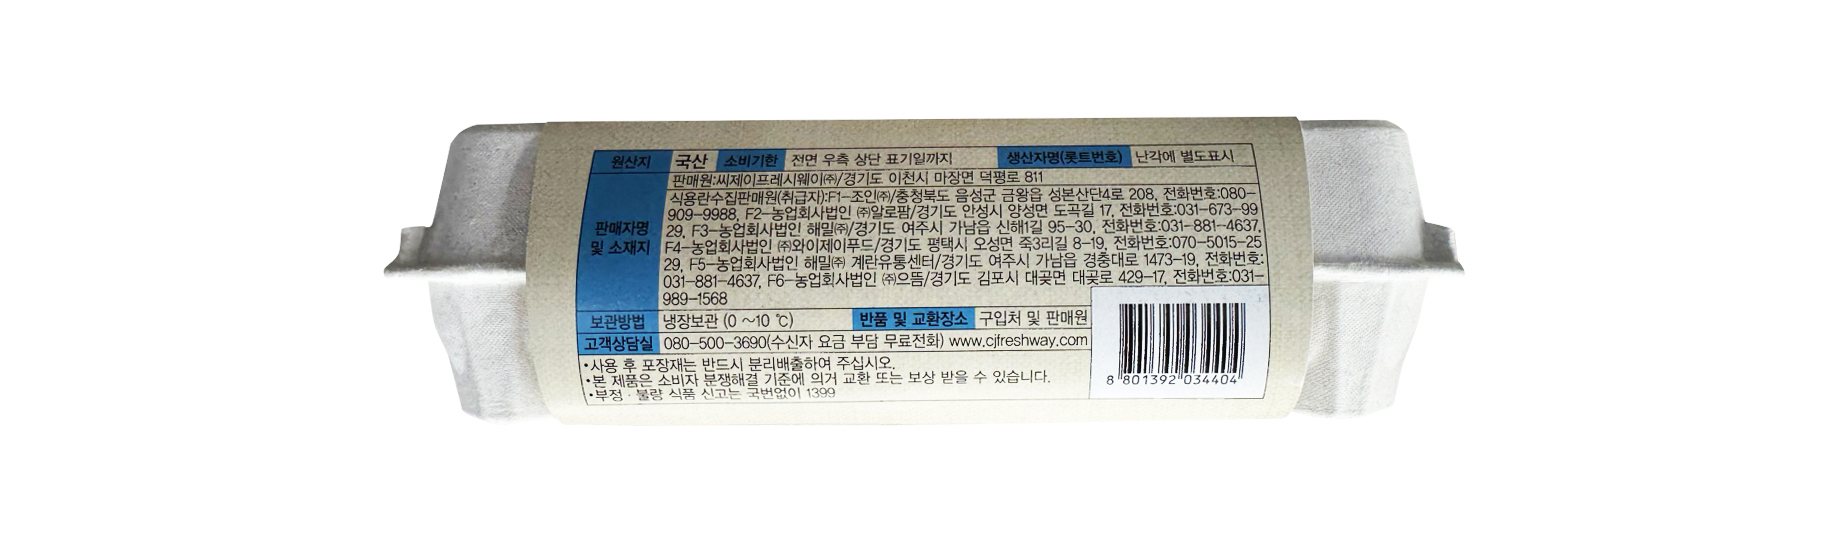 원산지 국산 소비기한 전면 우측 상단 표기일까지 생산자명(롯트번호) 난각에 별도표시
판매원:씨제이프레시웨이㈜/경기도 이천시 마장면 덕평로 811
판매자명 및 소재지
식용란수집판매원(취급자):F1-조인㈜/충청북도 음성군 금왕읍 성본산단4로 208, 전화번호:080-
909-9988, F2-농업회사법인 ㈜알로팜/경기도 안성시 양성면 도곡길 17, 전화번호:031-673-99
29, F3-농업회사법인 해밀㈜/경기도 여주시 가남읍 신해1길 95-30, 전화번호:031-881-4637,
F4-농업회사법인 ㈜와이제이푸드/경기도 평택시 오성면 죽3리길 8-19, 전화번호:070-5015-25
29, F5-농업회사법인 해밀㈜ 계란유통센터/경기도 여주시 가남읍 경충대로 1473-19, 전화번호:
031-881-4637, F6-농업회사법인 ㈜으뜸/경기도 김포시 대곶면 대곶로 429-17, 전화번호:031-
989-1568
보관방법 냉장보관 (0 ~10 ℃) 반품 및 교환장소 구입처 및 판매원
고객상담실 080-500-3690(수신자 요금 부담 무료전화) www.cjfreshway.com
•사용 후 포장재는 반드시 분리배출하여 주십시오.
•본 제품은 소비자 분쟁해결 기준에 의거 교환 또는 보상 받을 수 있습니다.
•부정·불량 식품 신고는 국번없이 1399
8 801392 034404